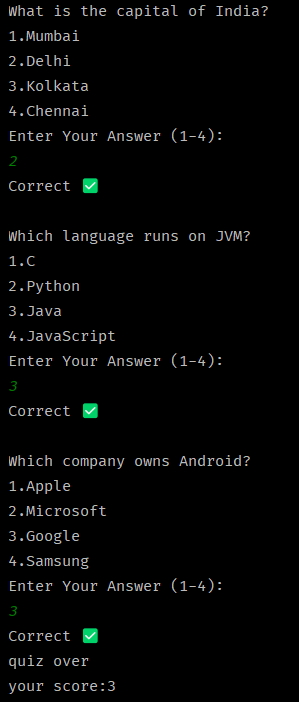 What is the capital of India?
1.Mumbai
2.Delhi
3.Kolkata
4.Chennai
Enter Your Answer (1-4):
2
Correct ✅
Which language runs on JVM?
1.C
2.Python
3.Java
4.JavaScript
Enter Your Answer (1-4):
3
Correct ✅
Which company owns Android?
1.Apple
2.Microsoft
3.Google
4.Samsung
Enter Your Answer (1-4):
3
Correct ✅
quiz over
your score:3